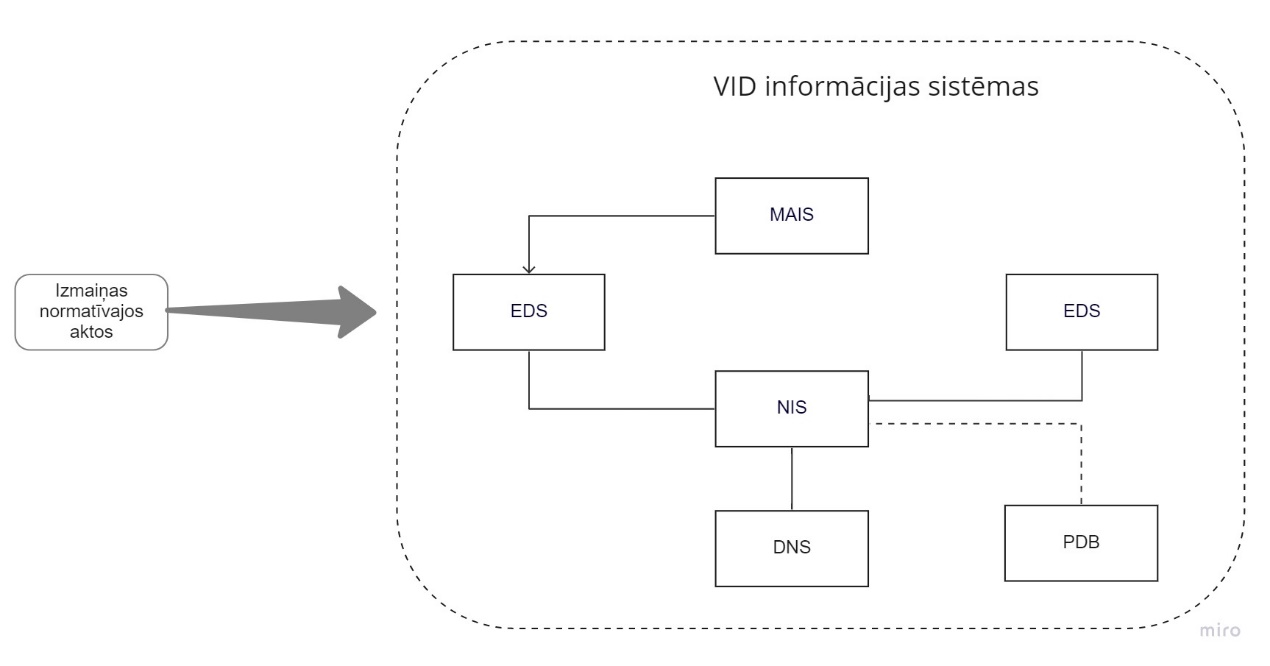 VID informācijas sistēmas
MAIS
Izmaiņas
normatīvajos
aktos
EDS
EDS
NIS
DNS
PDB
miro